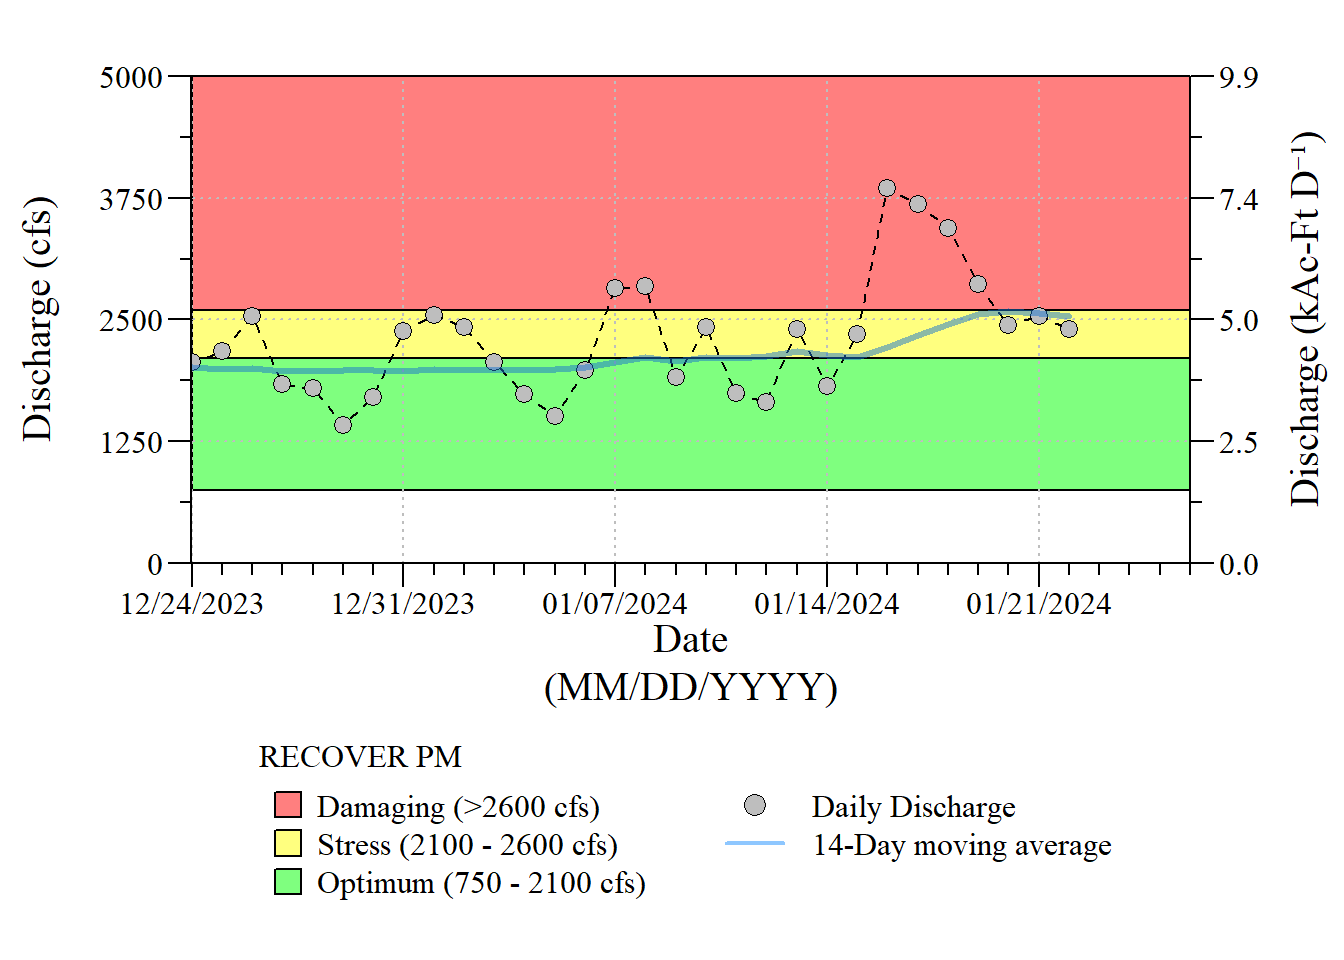 5000
3750
2500
1250
0
Discharge (cfs)
9.9
7.4
5.0
2.5
0.0
Discharge (kAc-Ft D⁻¹)
12/24/2023 12/31/2023 01/07/2024 01/14/2024 01/21/2024
Date
(MM/DD/YYYY)
RECOVER PM
Damaging (>2600 cfs)
Stress (2100 - 2600 cfs)
Optimum (750 - 2100 cfs)
Daily Discharge
14-Day moving average